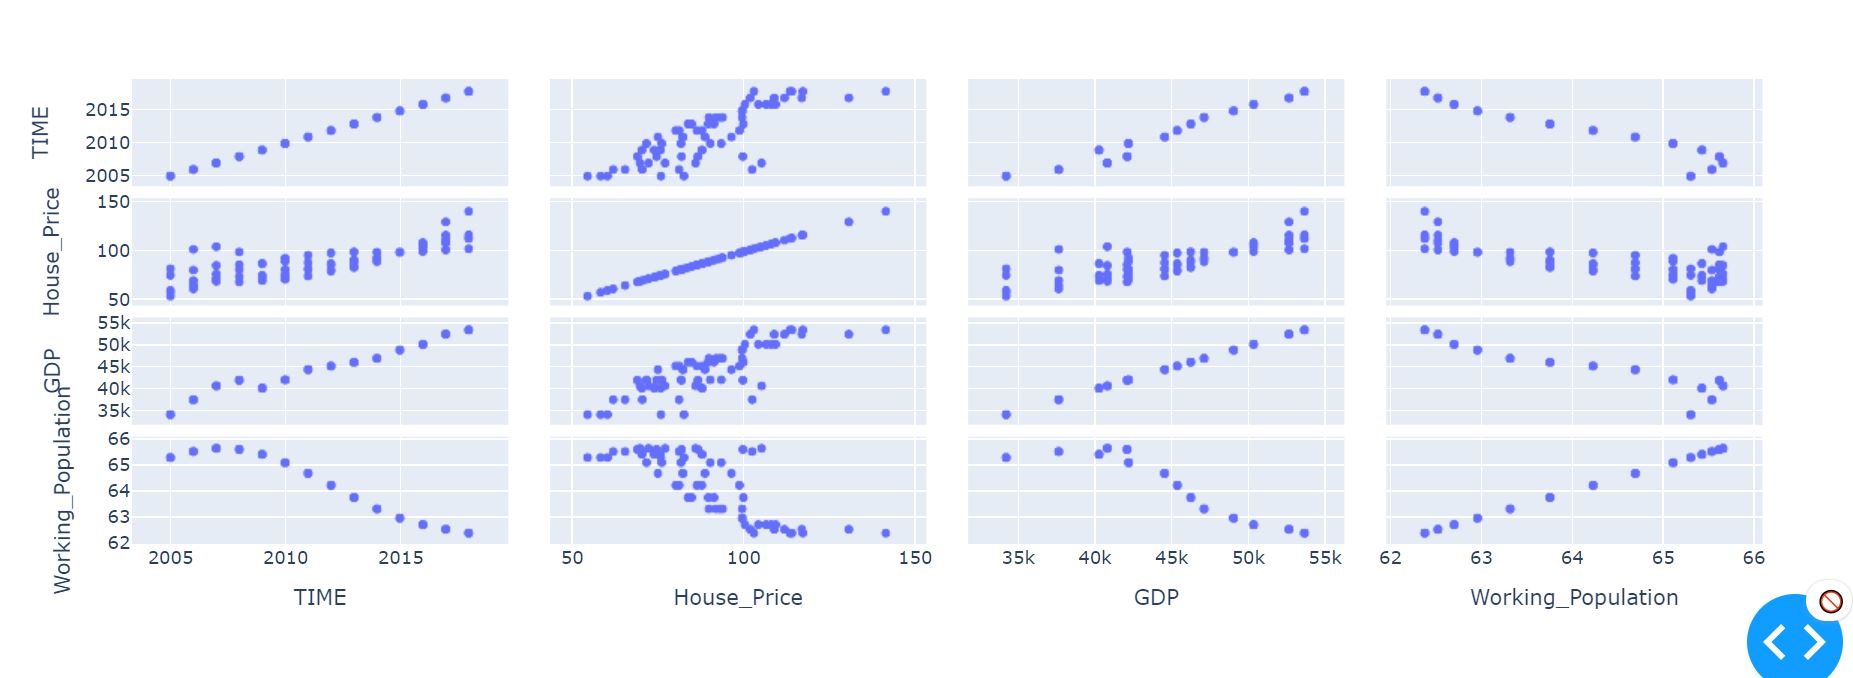 TIME
2015
2010
2005
House_Price
150
100
50
GDP
55k
50k
45k
40k
35k
Working_Population
66
65
64
63
62
2005 2010 2015 50 100 150 35k 40k 45k 50k 55k 62 63 64 65 66
TIME House_Price GDP Working_Population